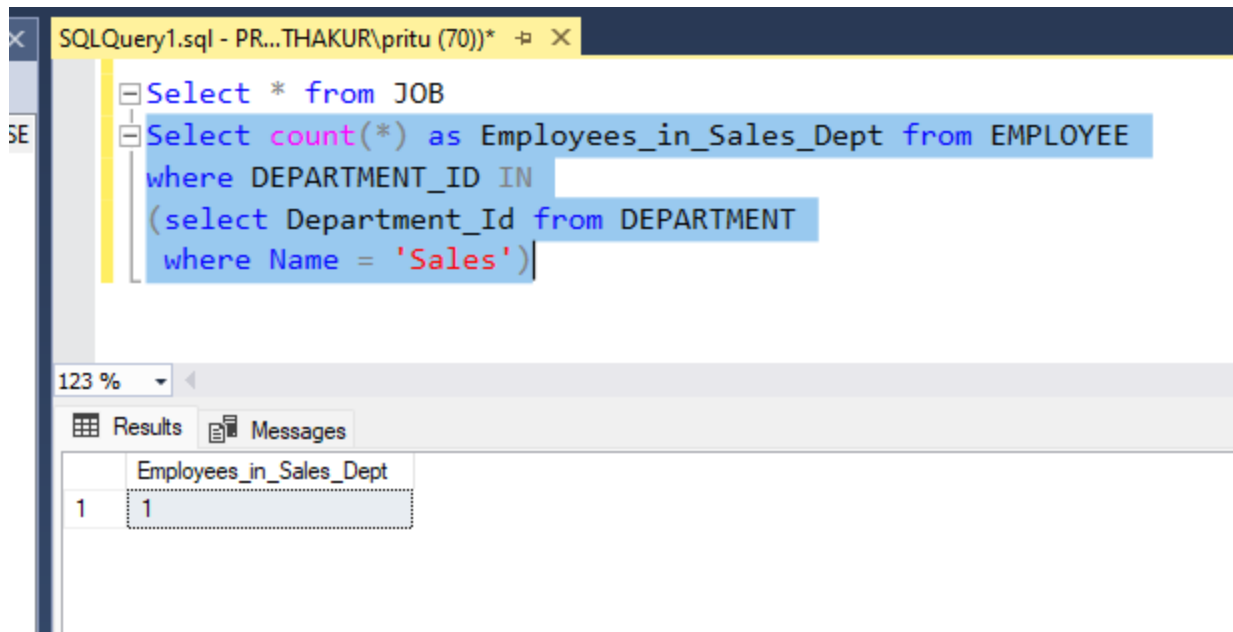 SQLQuery1.sql - PR...THAKUR\pritu (70))*
Select * from JOB
SE
Select count(*) as Employees_in_Sales_Dept from EMPLOYEE
where DEPARTMENT_ID IN
(select Department_Id from DEPARTMENT
where Name = 'Sales')
123 %
Results Messages
Employees_in_Sales_Dept
1 1